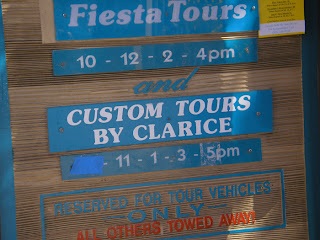 Fiesta Tours
10 - 12 - 2 - 4pm
and
CUSTOM TOURS
BY CLARICE
- 11 - 1 - 3 - 5pm
RESERVED FOR TOUR VEHICLES
- ONLY -
ALL OTHERS TOWED AWAY!